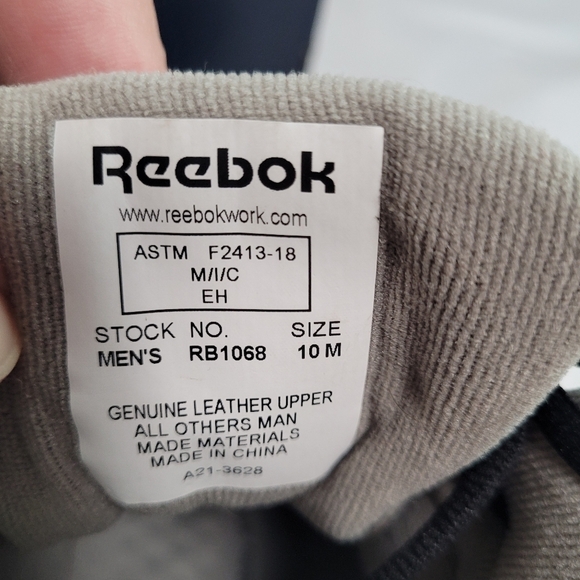 Reebok
www.reebokwork.com
ASTM F2413-18
M/I/C
EH
STOCK NO. SIZE
MEN'S RB1068 10 M
GENUINE LEATHER UPPER
ALL OTHERS MAN
MADE MATERIALS
MADE IN CHINA
A21-3628